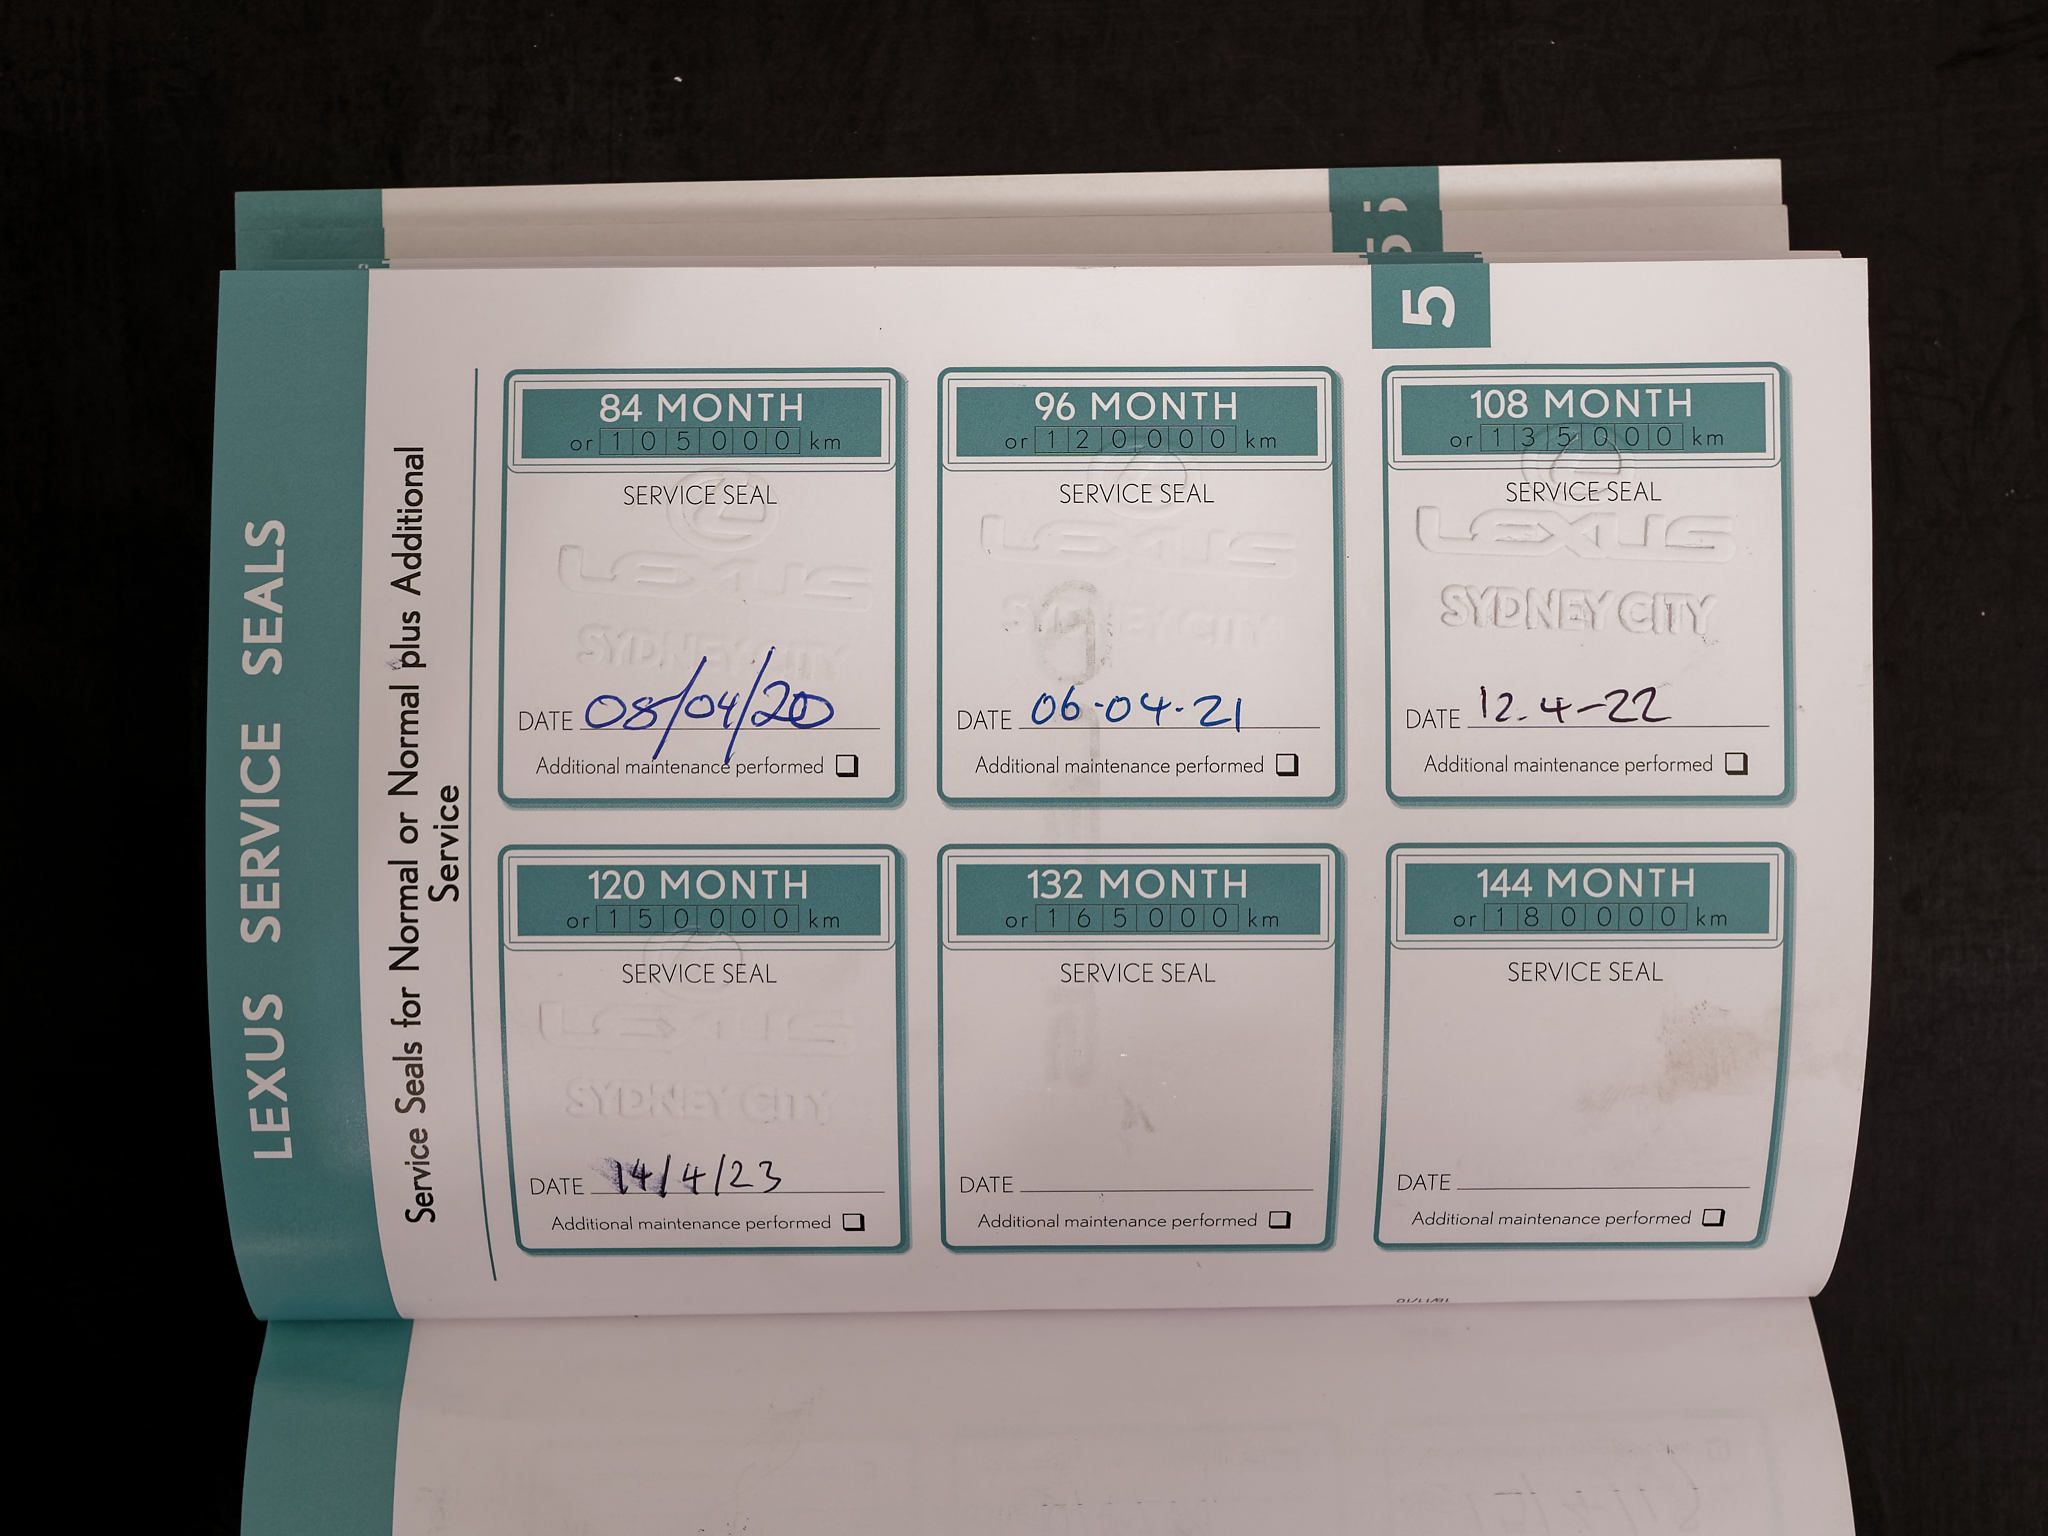 LEXUS SERVICE SEALS
Service Seals for Normal or Normal plus Additional
Service
5
5
5
84 MONTH
or 105000 km
SERVICE SEAL
LEXUS
SYDNEY CITY
DATE 08/04/20
Additional maintenance performed
96 MONTH
or 120000 km
SERVICE SEAL
LEXUS
SYDNEY CITY
DATE 06-04-21
Additional maintenance performed
108 MONTH
or 135000 km
SERVICE SEAL
LEXUS
SYDNEY CITY
DATE 12.4-22
Additional maintenance performed
120 MONTH
or 150000 km
SERVICE SEAL
LEXUS
SYDNEY CITY
DATE 14/4/23
Additional maintenance performed
132 MONTH
or 165000 km
SERVICE SEAL
DATE
Additional maintenance performed
144 MONTH
or 180000 km
SERVICE SEAL
DATE
Additional maintenance performed